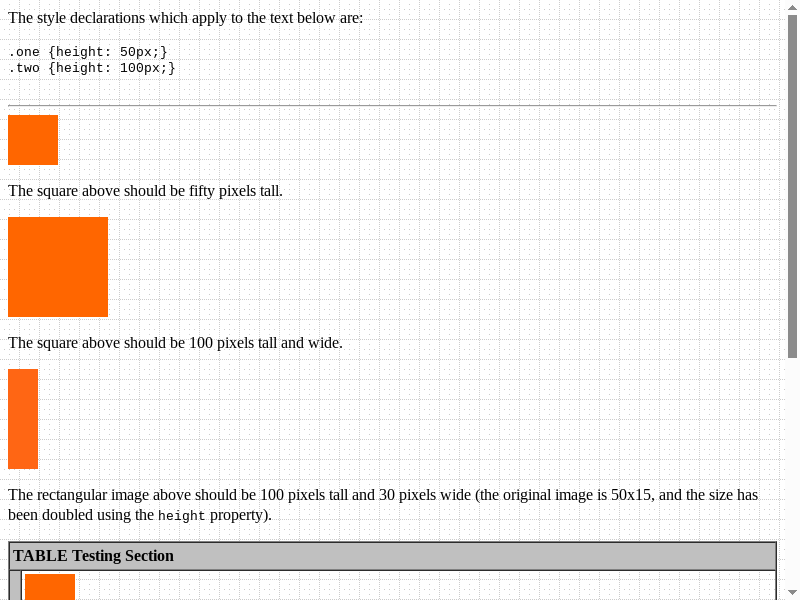 The style declarations which apply to the text below are:
.one {height: 50px;}
.two {height: 100px;}
The square above should be fifty pixels tall.
The square above should be 100 pixels tall and wide.
The rectangular image above should be 100 pixels tall and 30 pixels wide (the original image is 50x15, and the size has
been doubled using the height property).
TABLE Testing Section